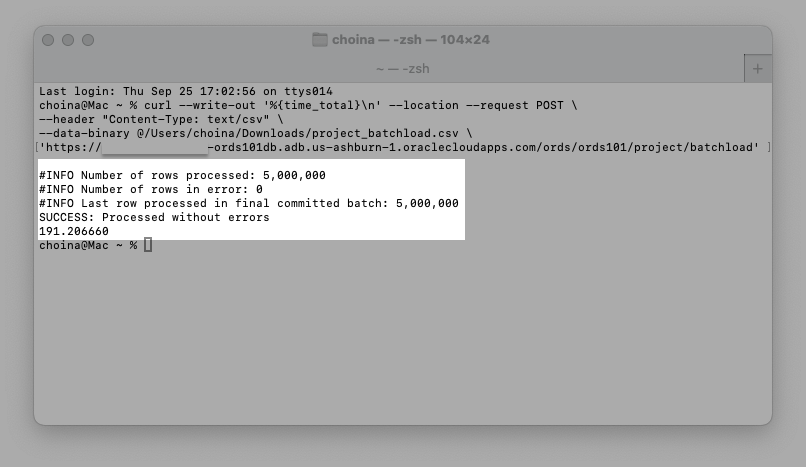 choina — -zsh — 104×24
~ — -zsh
+
Last login: Thu Sep 25 17:02:56 on ttys014
choina@Mac ~ % curl --write-out '%{time_total}\n' --location --request POST \
--header "Content-Type: text/csv" \
--data-binary @/Users/choina/Downloads/project_batchload.csv \
['https://-ords101db.adb.us-ashburn-1.oraclecloudapps.com/ords/ords101/project/batchload' ]
#INFO Number of rows processed: 5,000,000
#INFO Number of rows in error: 0
#INFO Last row processed in final committed batch: 5,000,000
SUCCESS: Processed without errors
191.206660
choina@Mac ~ %